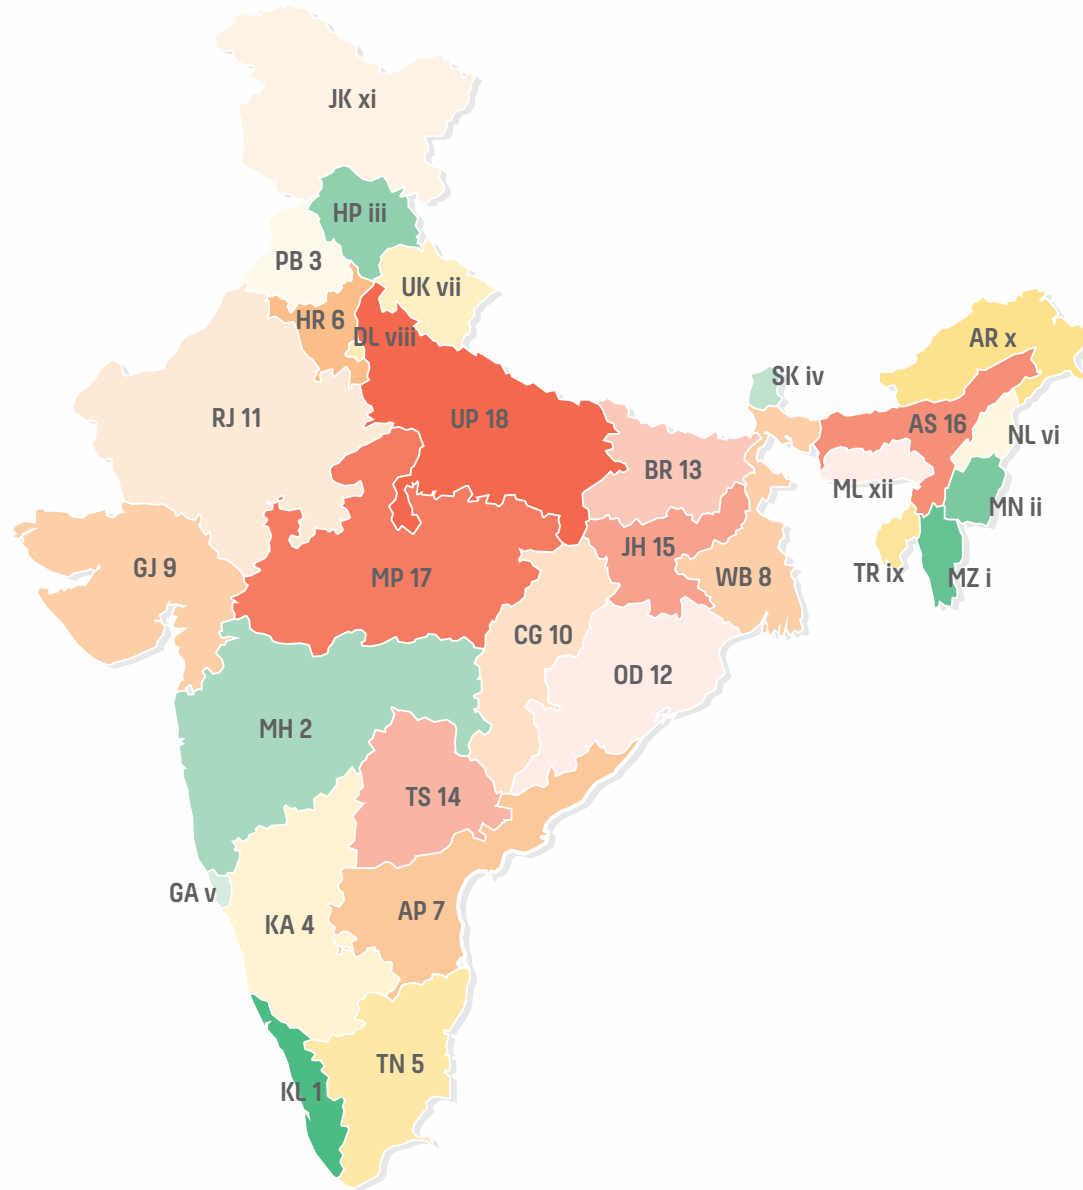 JK xi
HP iii
PB 3
UK vii
HR 6
DL viii
AR x
SK iv
RJ 11
UP 18
AS 16
NL vi
BR 13
ML xii
MN ii
JH 15
GJ 9
MP 17
WB 8
TR ix
MZ i
CG 10
OD 12
MH 2
TS 14
GA v
KA 4
AP 7
TN 5
KL 1